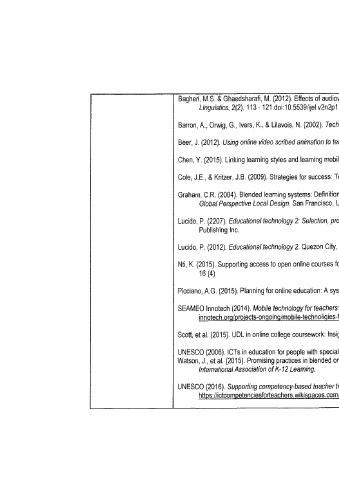 Bagheri, M.S. & Ghaedsharafi, M. (2012). Effects of audiov
Linguistics, 2(2), 113 - 121.doi:10.5539/ijel.v2n2p1
Barron, A., Orwig, G., Ivers, K., & Lilavois, N. (2002). Tech
Beer, J. (2012). Using online video scribed animation to tea
Chen, Y. (2015). Linking learning styles and learning mobil
Cole, J.E., & Kritzer, J.B. (2009). Strategies for success: Te
Graham, C.R. (2004). Blended learning systems: Definition
Global Perspective Local Design. San Francisco,
Lucido, P. (2207). Educational technology 2: Selection, pro
Publishing Inc.
Lucido, P. (2012). Educational technology 2. Quezon City,
Nti, K. (2015). Supporting access to open online courses fo
16 (4)
Picciano, A.G. (2015). Planning for online education: A sys
SEAMEO Innotech (2014). Mobile technology for teachers:
innotech.org/projects-ongoing/mobile-technologies-f
Scott, et al. (2015). UDL in online college coursework: Insig
UNESCO (2006). ICTs in education for people with special
Watson, J., et al. (2015). Promising practices in blended or
International Association of K-12 Learning.
UNESCO (2016). Supporting competency-based teacher tr
https://ictcompetenciesforteachers.wikispaces.com